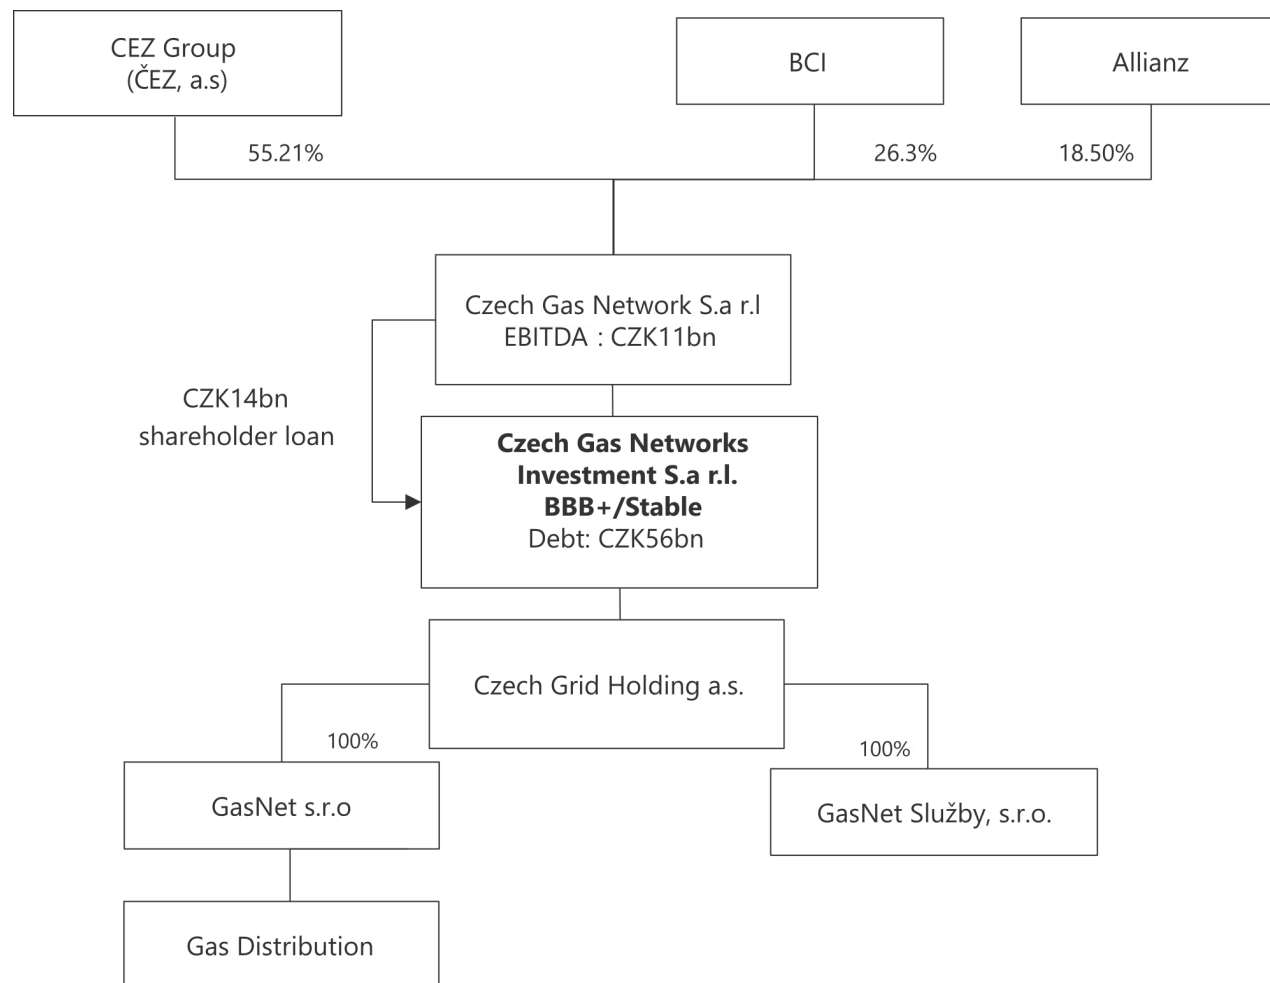 CEZ Group
(ČEZ, a.s)
BCI
Allianz
55.21%
26.3%
18.50%
Czech Gas Network S.a r.l
EBITDA : CZK11bn
CZK14bn
shareholder loan
Czech Gas Networks
Investment S.a r.l.
BBB+/Stable
Debt: CZK56bn
Czech Grid Holding a.s.
100%
100%
GasNet s.r.o
GasNet Služby, s.r.o.
Gas Distribution